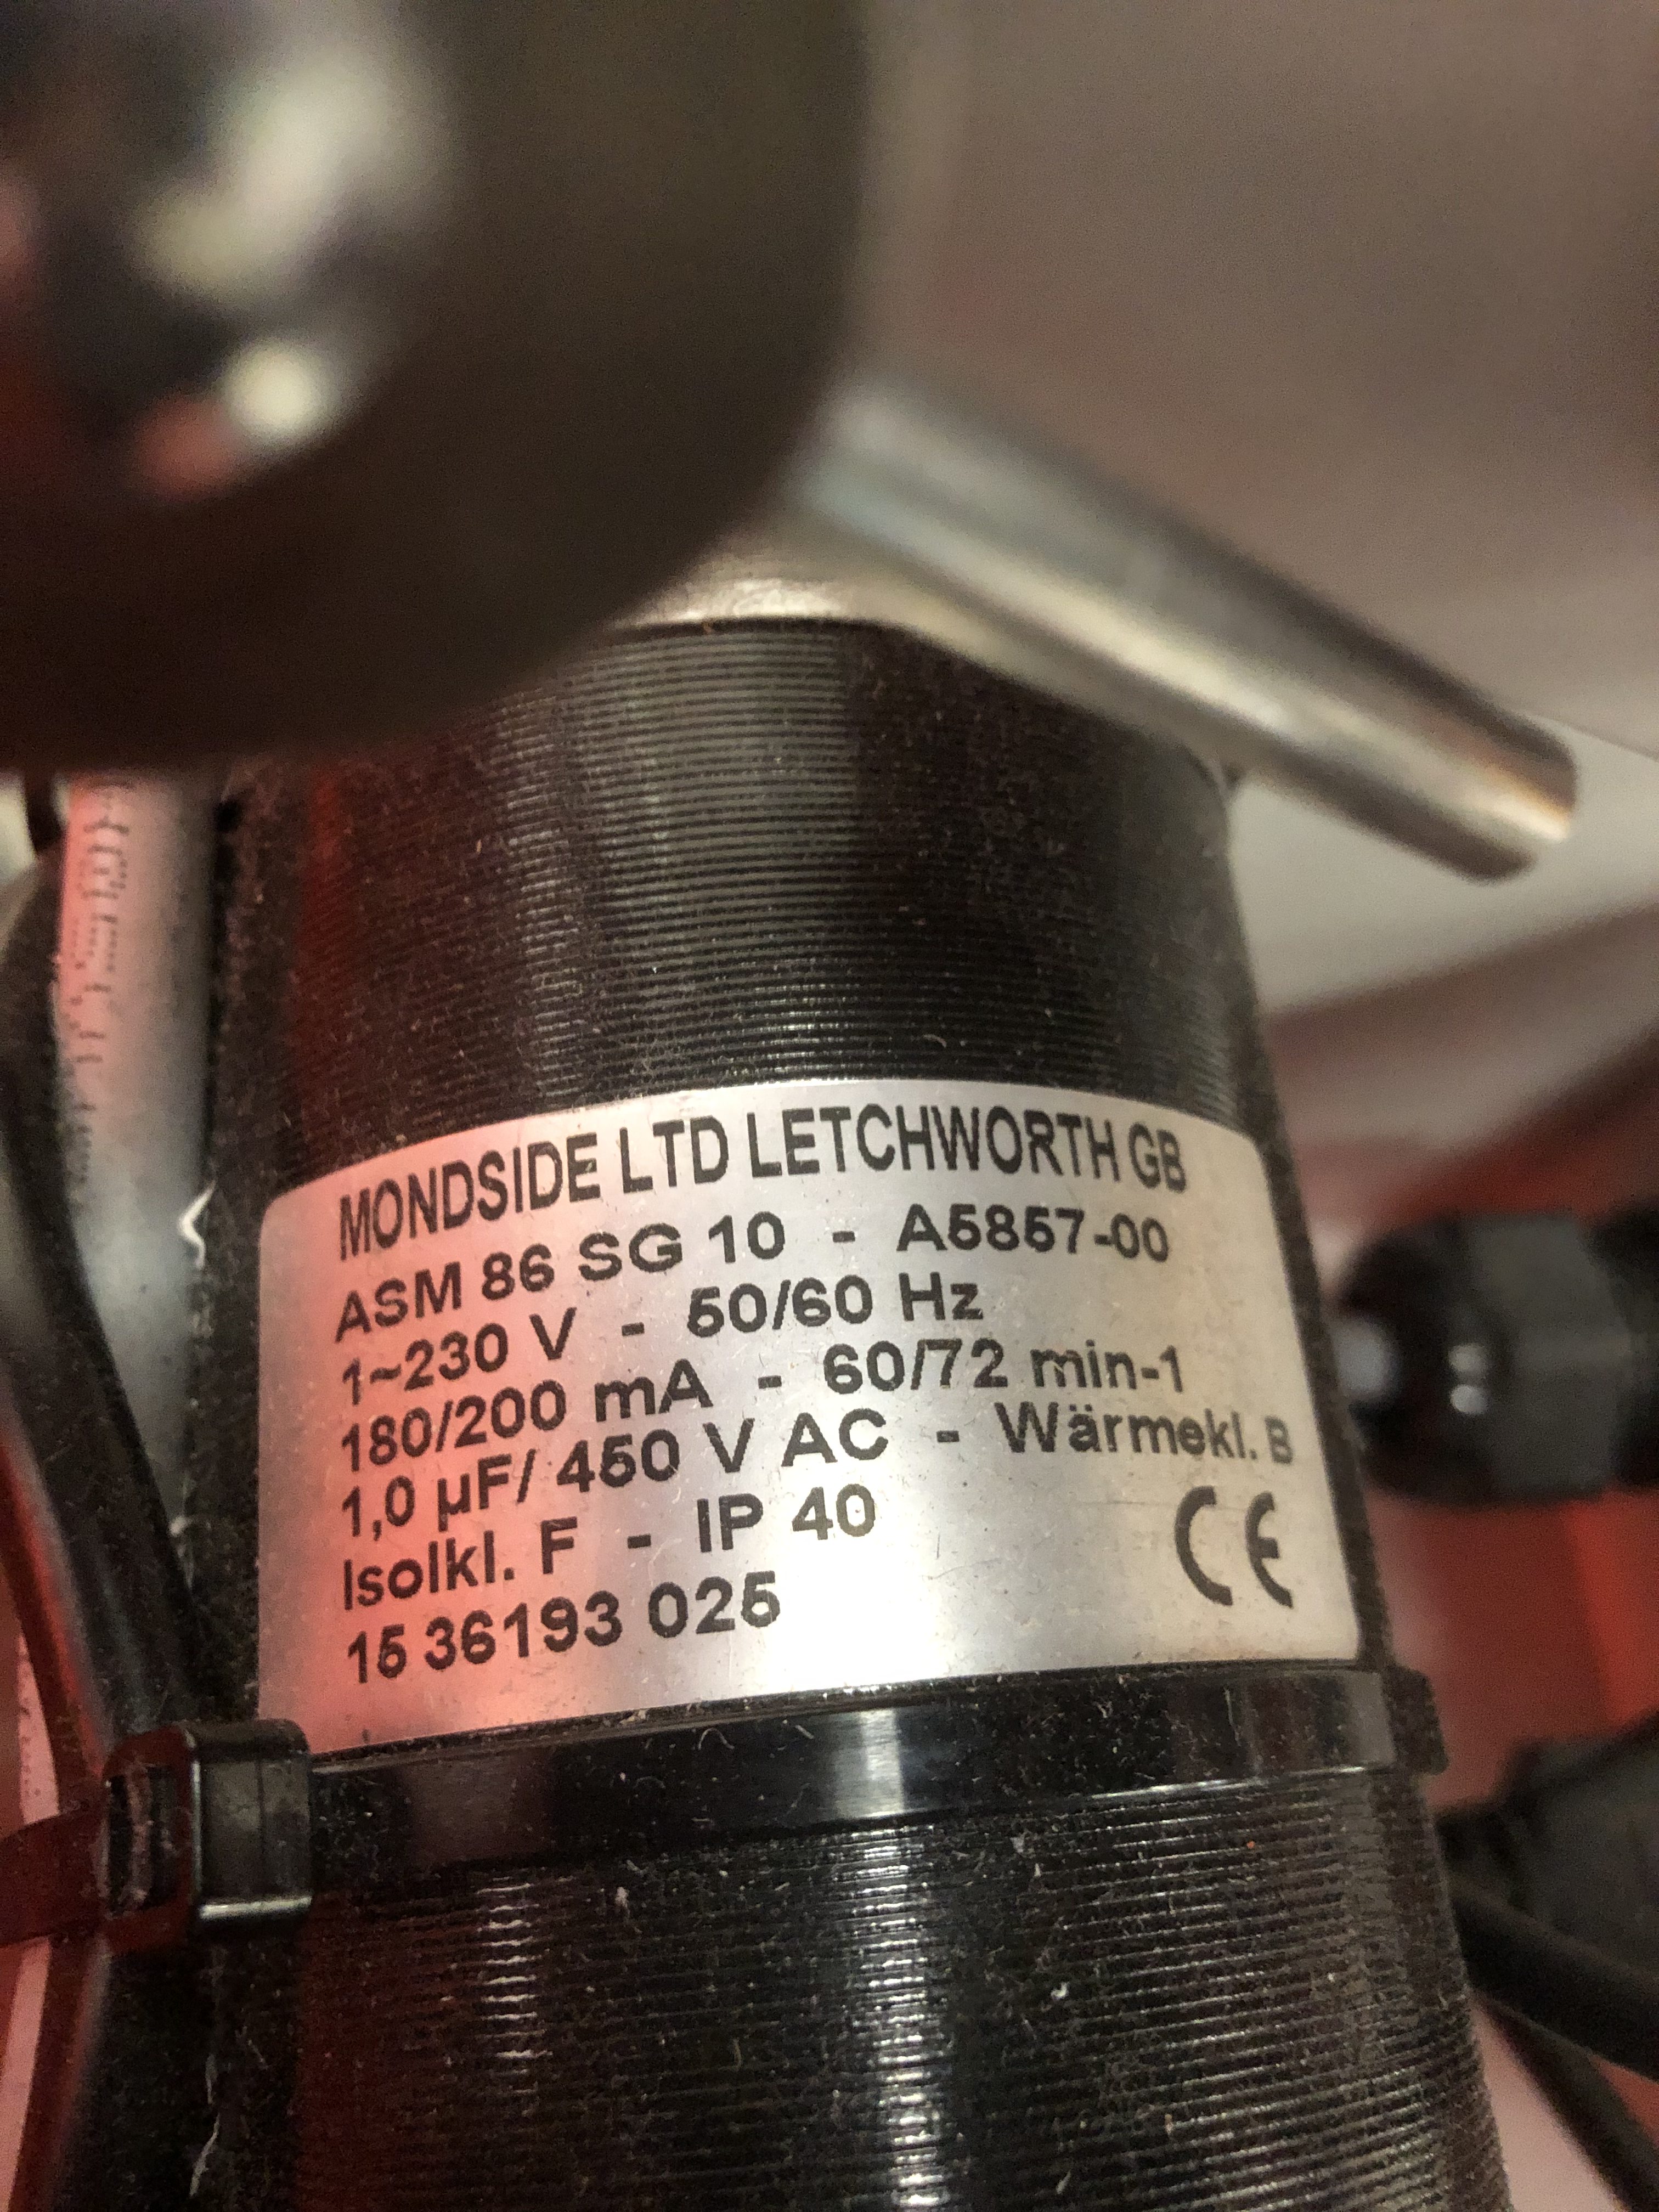 MONDSIDE LTD LETCHWORTH GB
ASM 86 SG 10 - A5857-00
1~230 V - 50/60 Hz
180/200 mA - 60/72 min-1
1,0 µF/ 450 V AC - Wärmekl. B
Isolkl. F - IP 40
CE
15 36193 025